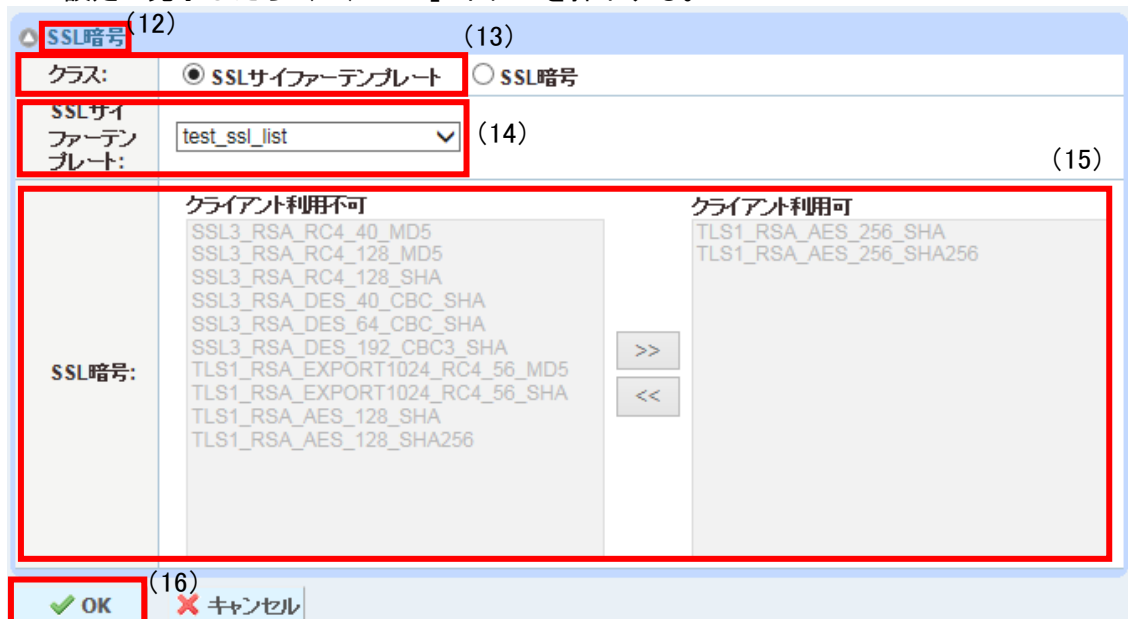 SSL暗号 (12)
(13)
クラス: SSLサイファーテンプレート SSL暗号
SSLサイ
ファーテン
プレート:
test_ssl_list (14)
(15)
クライアント利用不可 クライアント利用可
SSL3_RSA_RC4_40_MD5 TLS1_RSA_AES_256_SHA
SSL3_RSA_RC4_128_MD5 TLS1_RSA_AES_256_SHA256
SSL3_RSA_RC4_128_SHA
SSL3_RSA_DES_40_CBC_SHA
SSL3_RSA_DES_64_CBC_SHA
SSL3_RSA_DES_192_CBC3_SHA
TLS1_RSA_EXPORT1024_RC4_56_MD5
TLS1_RSA_EXPORT1024_RC4_56_SHA
TLS1_RSA_AES_128_SHA
TLS1_RSA_AES_128_SHA256
SSL暗号:
>>
<<
(16)
OK キャンセル